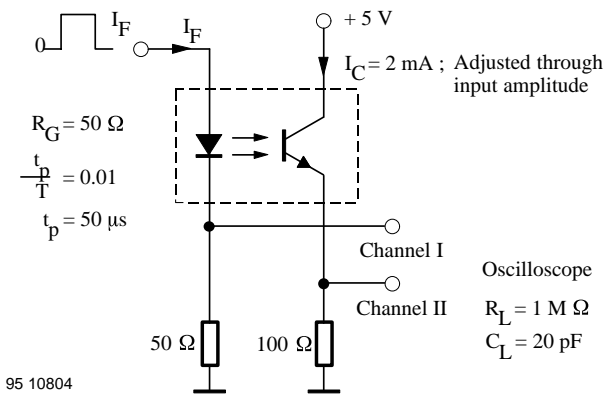 0
I_F
I_F
+ 5 V
I_C = 2 mA ; Adjusted through
input amplitude
R_G = 50 Ω
t_p
T
= 0.01
t_p = 50 μs
Channel I
Channel II
Oscilloscope
R_L = 1 M Ω
C_L = 20 pF
50 Ω
100 Ω
95 10804